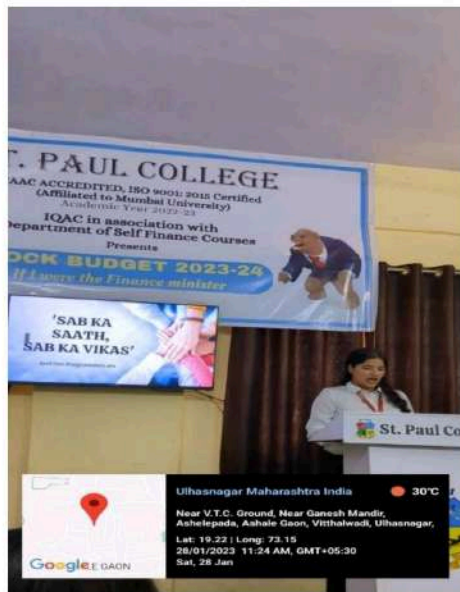 T. PAUL COLLEGE
AAC ACCREDITED, ISO 9001: 2015 Certified
(Affiliated to Mumbai University)
Academic Year 2022-23
IQAC in association with
Department of Self Finance Courses
Presents
OCK BUDGET 2023-24
If I were the Finance minister
'SAB KA
SAATH,
SAB KA VIKAS'
St. Paul Co
Ulhasnagar Maharashtra India
30°C
Near V.T.C. Ground, Near Ganesh Mandir,
Ashelepada, Ashale Gaon, Vitthalwadi, Ulhasnagar,
Lat: 19.22 | Long: 73.15
28/01/2023 11:24 AM, GMT+05:30
Sat, 28 Jan
Google
E GAON